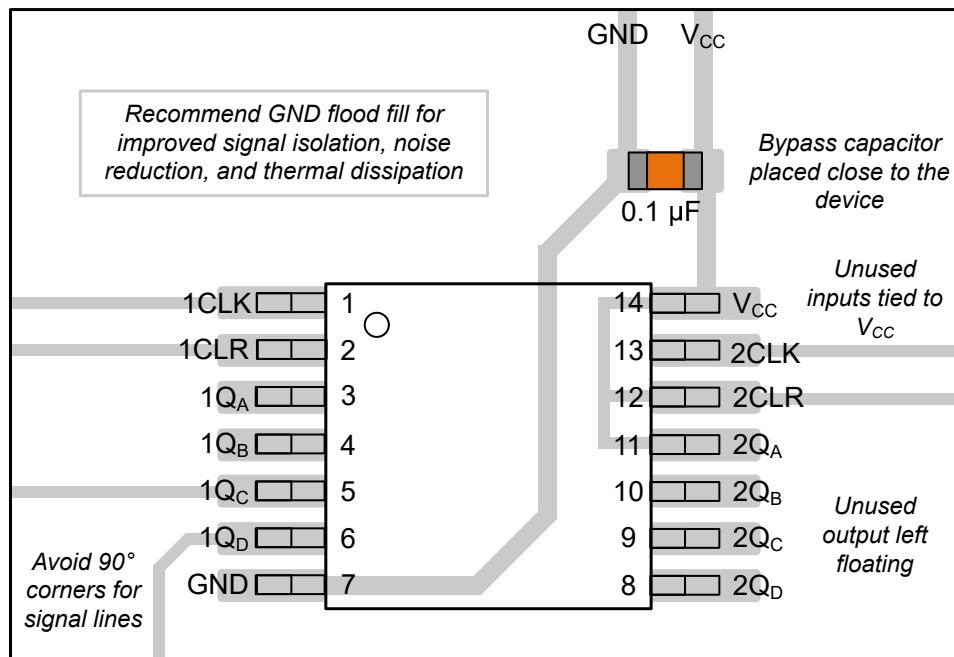 GND VCC
Recommend GND flood fill for
improved signal isolation, noise
reduction, and thermal dissipation
Bypass capacitor
placed close to the
device
0.1 µF
Unused
inputs tied to
VCC
1CLK 1 14 VCC
1CLR 2 13 2CLK
1QA 3 12 2CLR
1QB 4 11 2QA
1QC 5 10 2QB
1QD 6 9 2QC
GND 7 8 2QD
Unused
output left
floating
Avoid 90°
corners for
signal lines